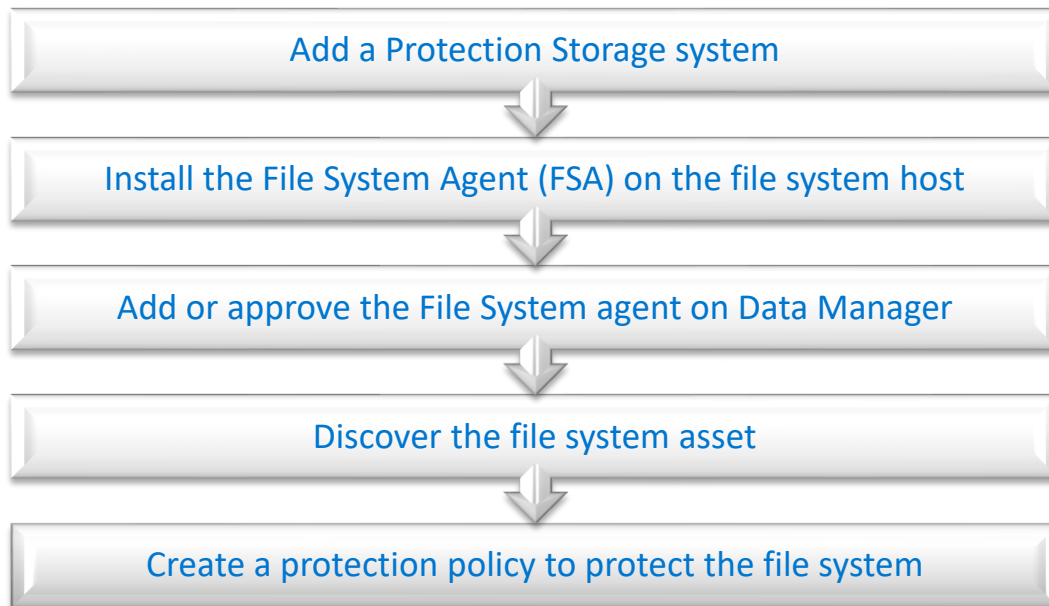 Add a Protection Storage system
Install the File System Agent (FSA) on the file system host
Add or approve the File System agent on Data Manager
Discover the file system asset
Create a protection policy to protect the file system